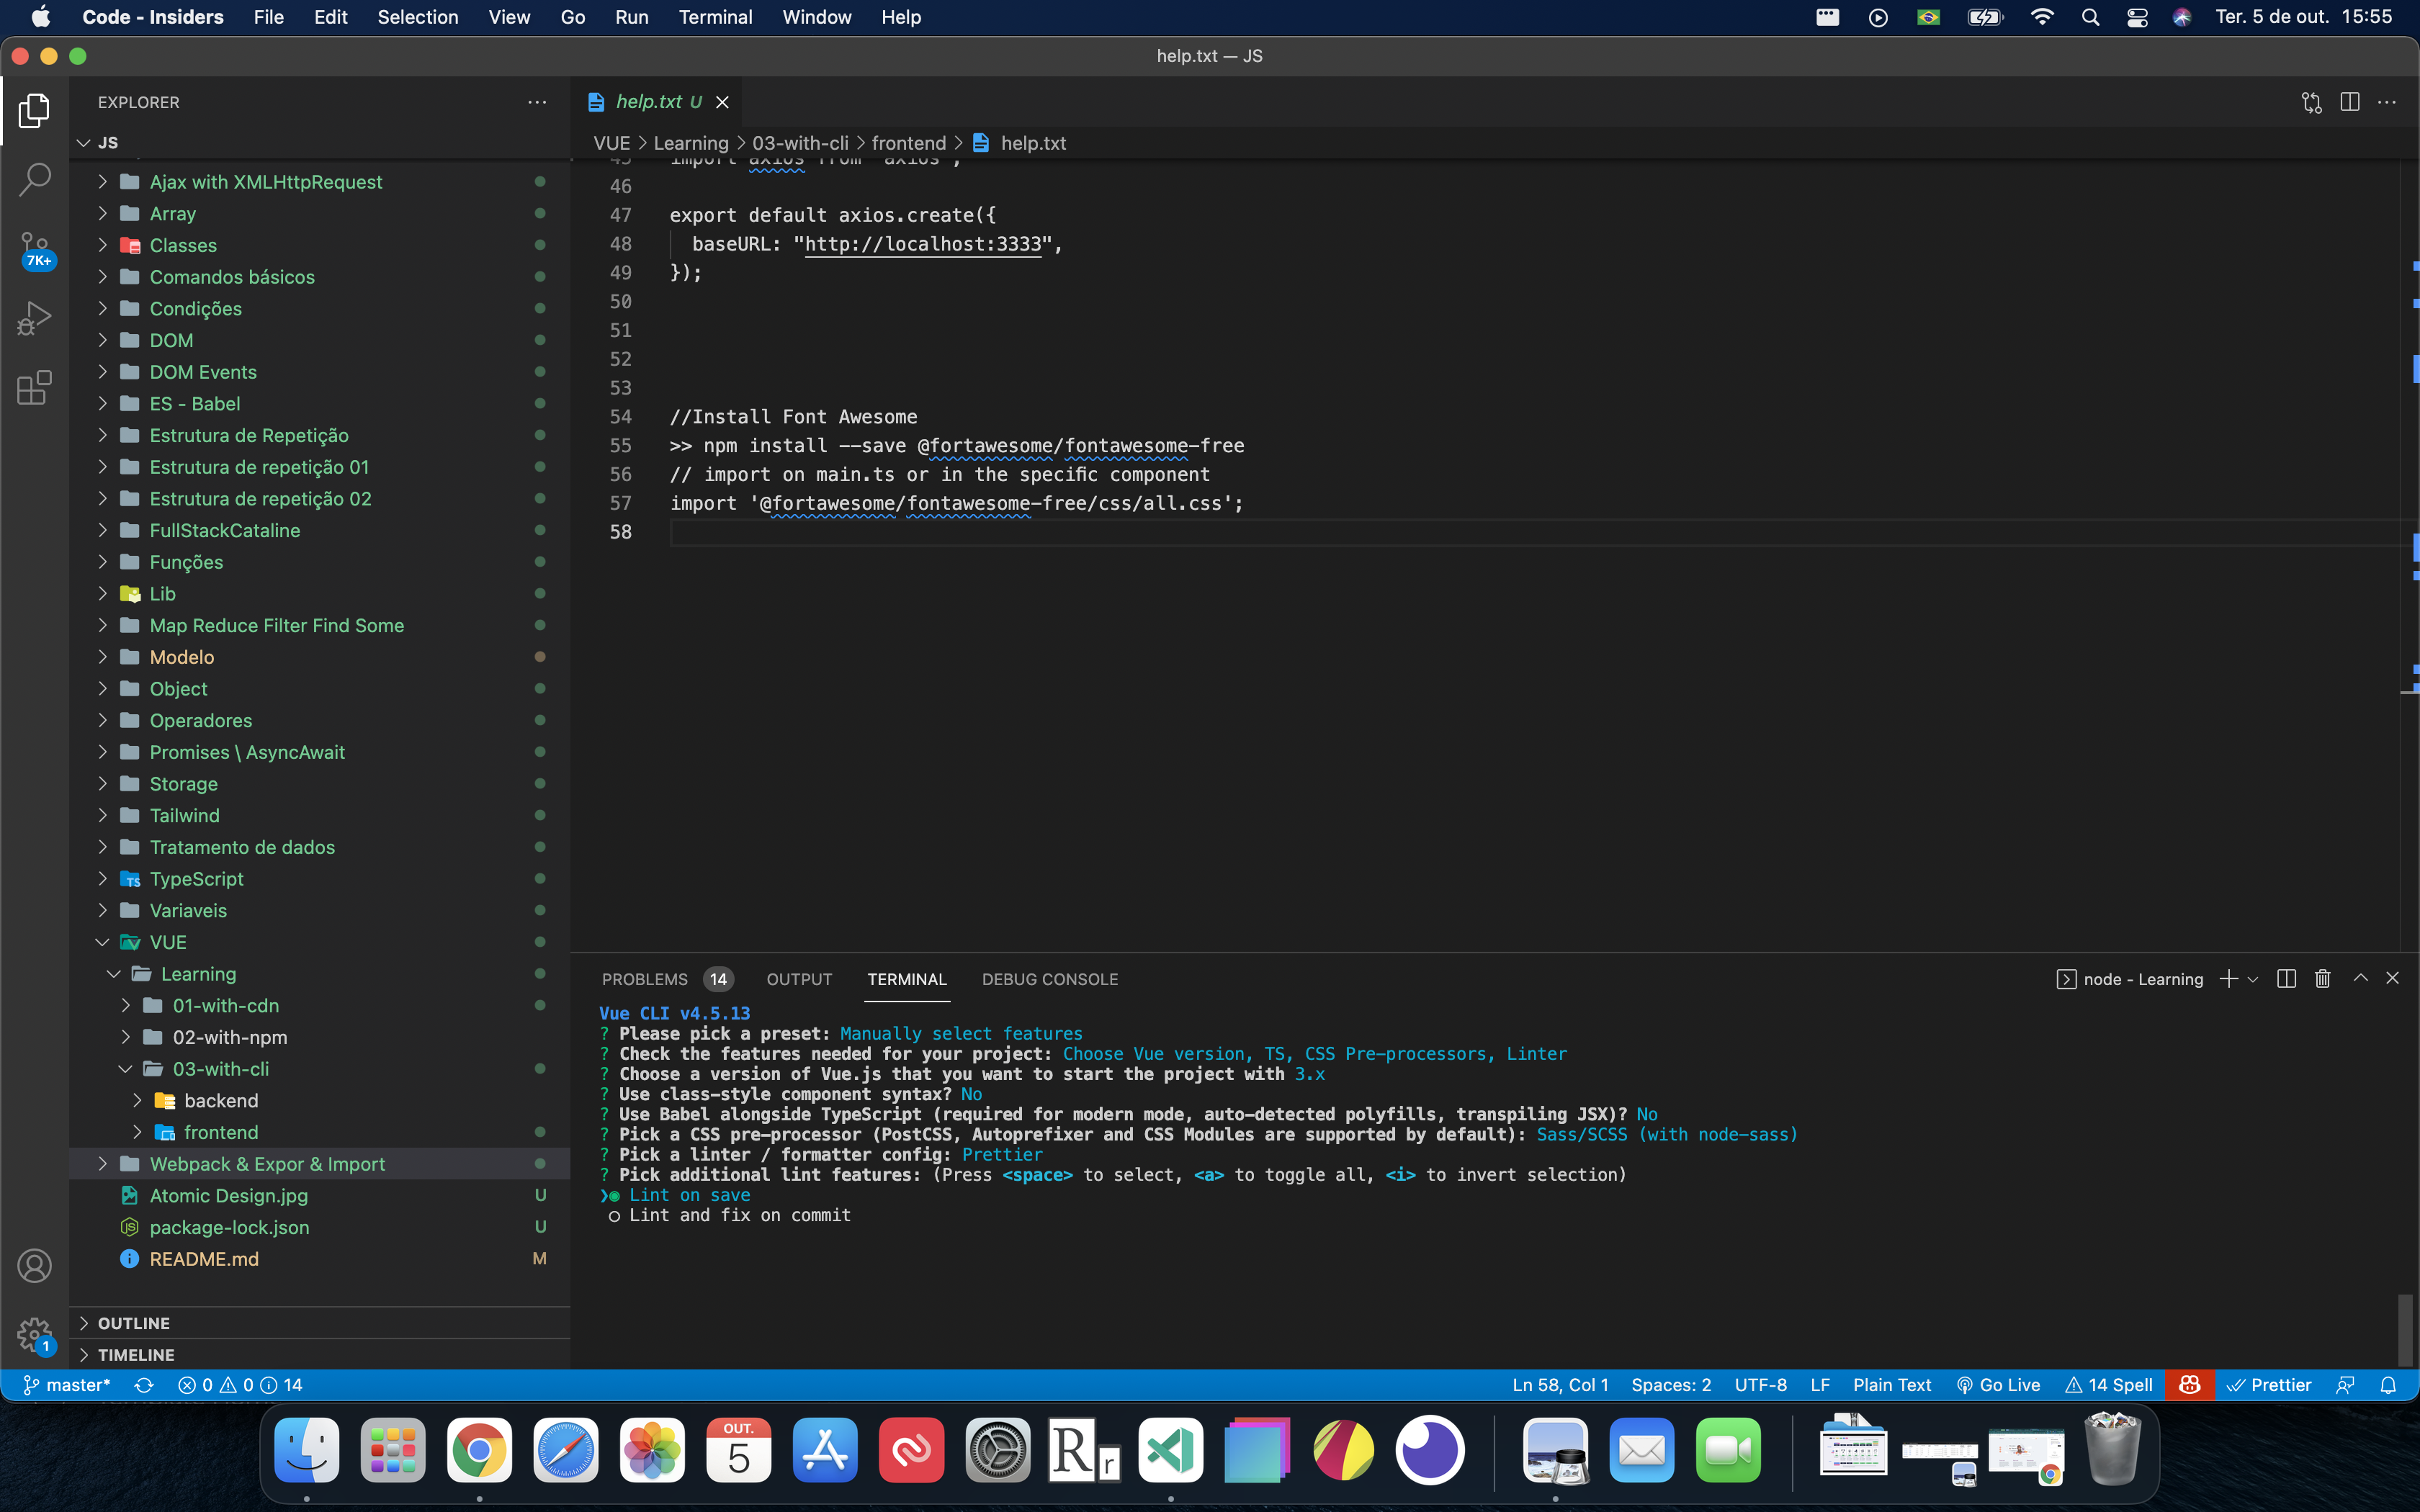 Code - Insiders File Edit Selection View Go Run Terminal Window Help Ter. 5 de out. 15:55
help.txt — JS
EXPLORER
JS
Ajax with XMLHttpRequest
Array
Classes
Comandos básicos
Condições
DOM
DOM Events
ES - Babel
Estrutura de Repetição
Estrutura de repetição 01
Estrutura de repetição 02
FullStackCataline
Funções
Lib
Map Reduce Filter Find Some
Modelo
Object
Operadores
Promises \ AsyncAwait
Storage
Tailwind
Tratamento de dados
TypeScript
Variaveis
VUE
Learning
01-with-cdn
02-with-npm
03-with-cli
backend
frontend
Webpack & Expor & Import
Atomic Design.jpg U
package-lock.json U
README.md M
OUTLINE
TIMELINE
7K+
1
help.txt U
VUE > Learning > 03-with-cli > frontend > help.txt
45 import axios from 'axios';
46
47 export default axios.create({
48 baseURL: "http://localhost:3333",
49 });
50
51
52
53
54 //Install Font Awesome
55 >> npm install --save @fortawesome/fontawesome-free
56 // import on main.ts or in the specific component
57 import '@fortawesome/fontawesome-free/css/all.css';
58
PROBLEMS 14 OUTPUT TERMINAL DEBUG CONSOLE node - Learning
Vue CLI v4.5.13
? Please pick a preset: Manually select features
? Check the features needed for your project: Choose Vue version, TS, CSS Pre-processors, Linter
? Choose a version of Vue.js that you want to start the project with 3.x
? Use class-style component syntax? No
? Use Babel alongside TypeScript (required for modern mode, auto-detected polyfills, transpiling JSX)? No
? Pick a CSS pre-processor (PostCSS, Autoprefixer and CSS Modules are supported by default): Sass/SCSS (with node-sass)
? Pick a linter / formatter config: Prettier
? Pick additional lint features: (Press <space> to select, <a> to toggle all, <i> to invert selection)
❯◉ Lint on save
◯ Lint and fix on commit
master* 0 0 14 Ln 58, Col 1 Spaces: 2 UTF-8 LF Plain Text Go Live 14 Spell Prettier
OUT.
5
R r